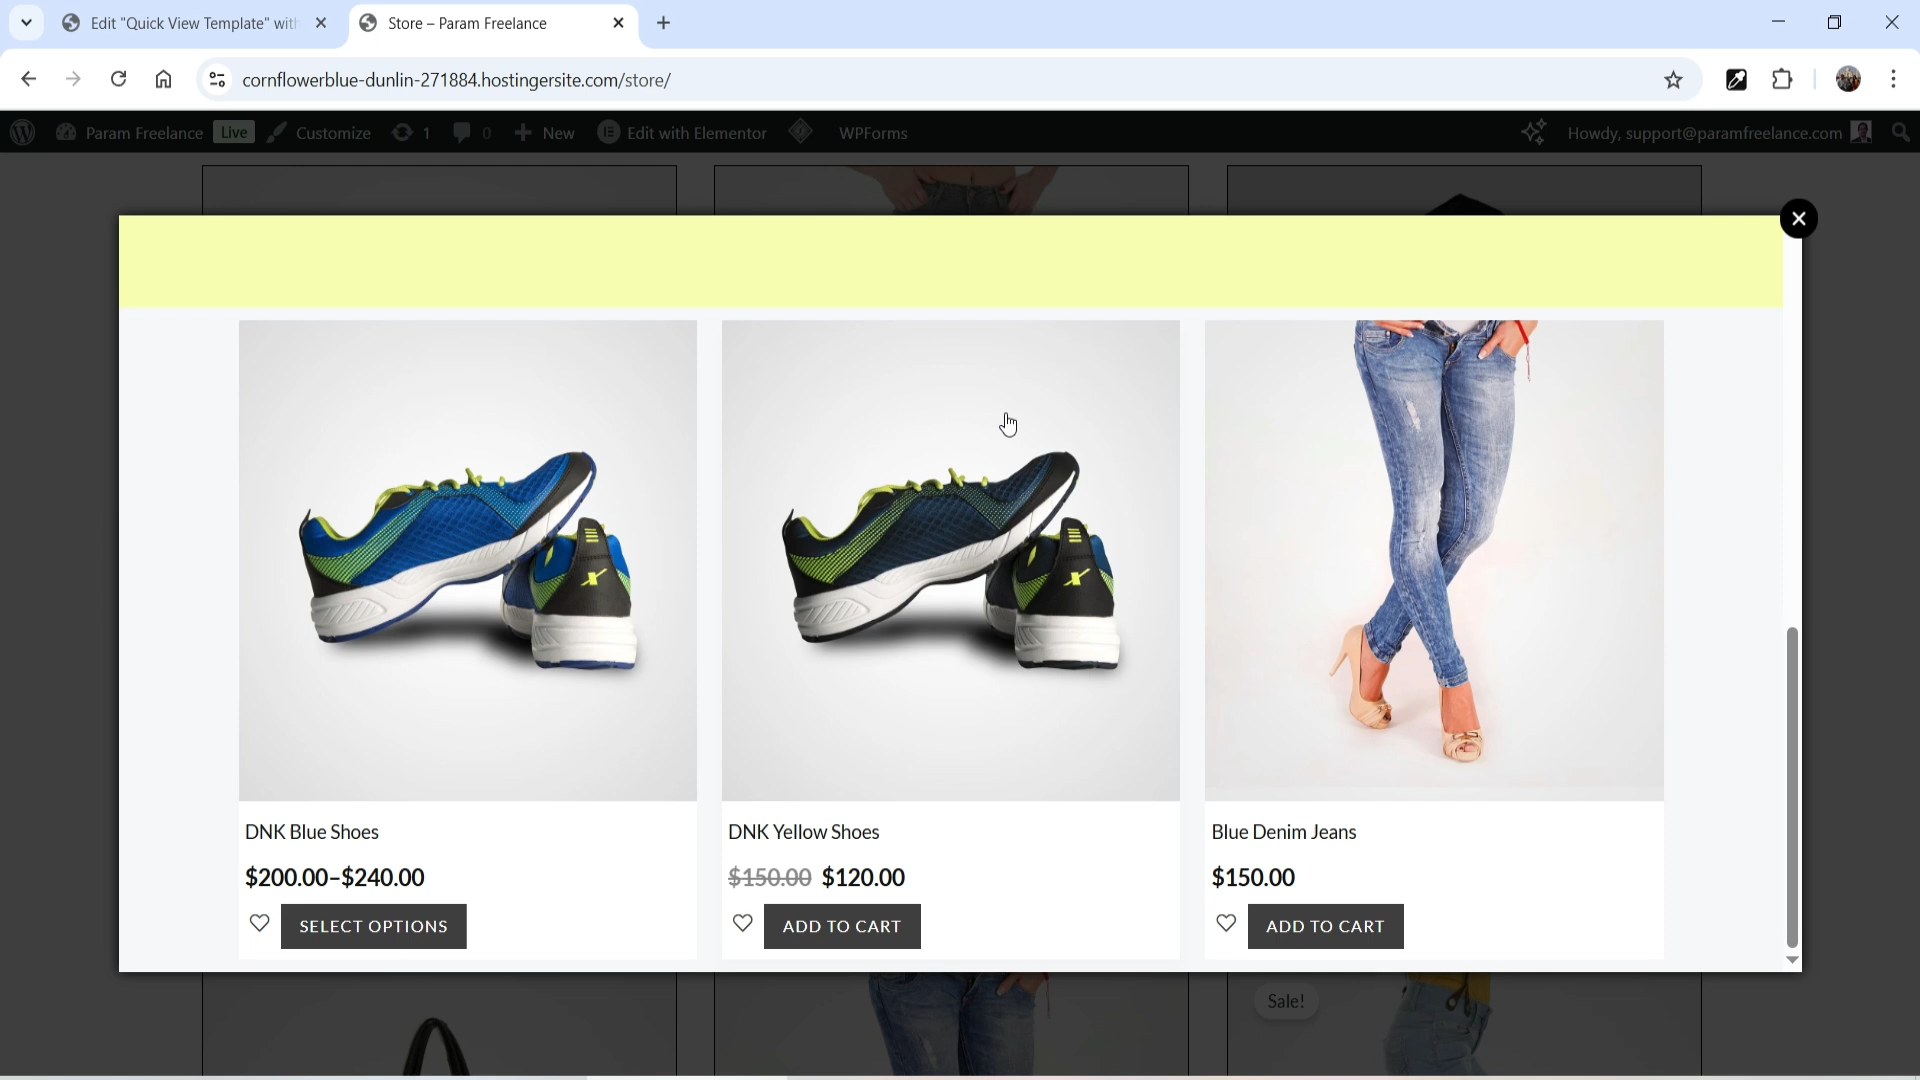 Edit "Quick View Template" with
Store – Param Freelance
cornflowerblue-dunlin-271884.hostingersite.com/store/
Param Freelance Live Customize 1 0 New Edit with Elementor WPForms Howdy, support@paramfreelance.com
DNK Blue Shoes
$200.00–$240.00
SELECT OPTIONS
DNK Yellow Shoes
$150.00 $120.00
ADD TO CART
Blue Denim Jeans
$150.00
ADD TO CART
Sale!